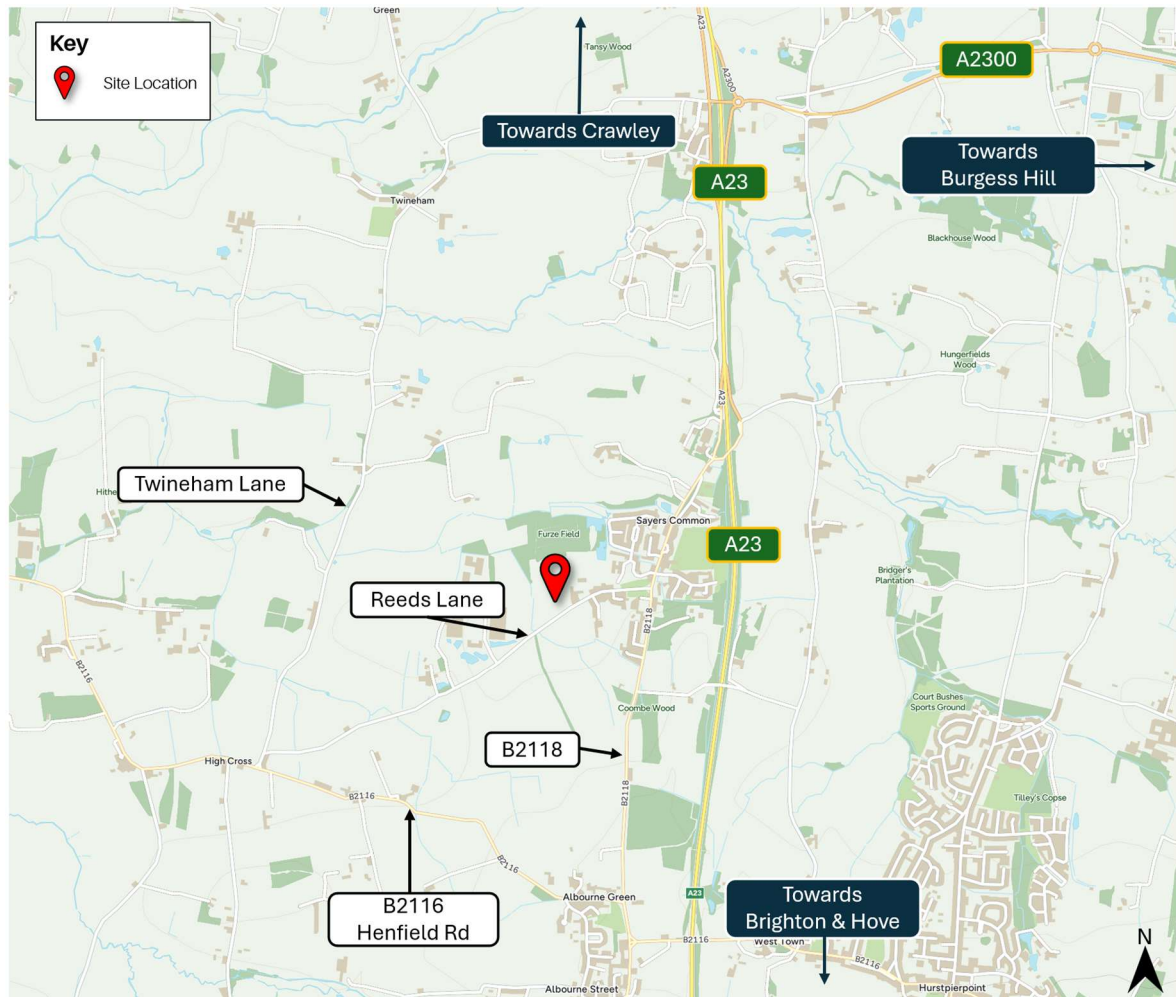 Key
Site Location
Green
Tansy Wood
A23
A2300
A2300
Towards Crawley
Towards
Burgess Hill
A23
Twineham
Blackhouse Wood
Hungerfields
Wood
A23
Twineham Lane
Sayers Common
Furze Field
A23
Bridger's
Plantation
Reeds Lane
B2118
B2116
Court Bushes
Sports Ground
Coombe Wood
B2118
High Cross
B2118
B2116
Tilley's Copse
B2116
B2116
Henfield Rd
Albourne Green
A23
Towards
Brighton & Hove
B2116
West Town
B2116
N
Albourne Street
Hurstpierpoint